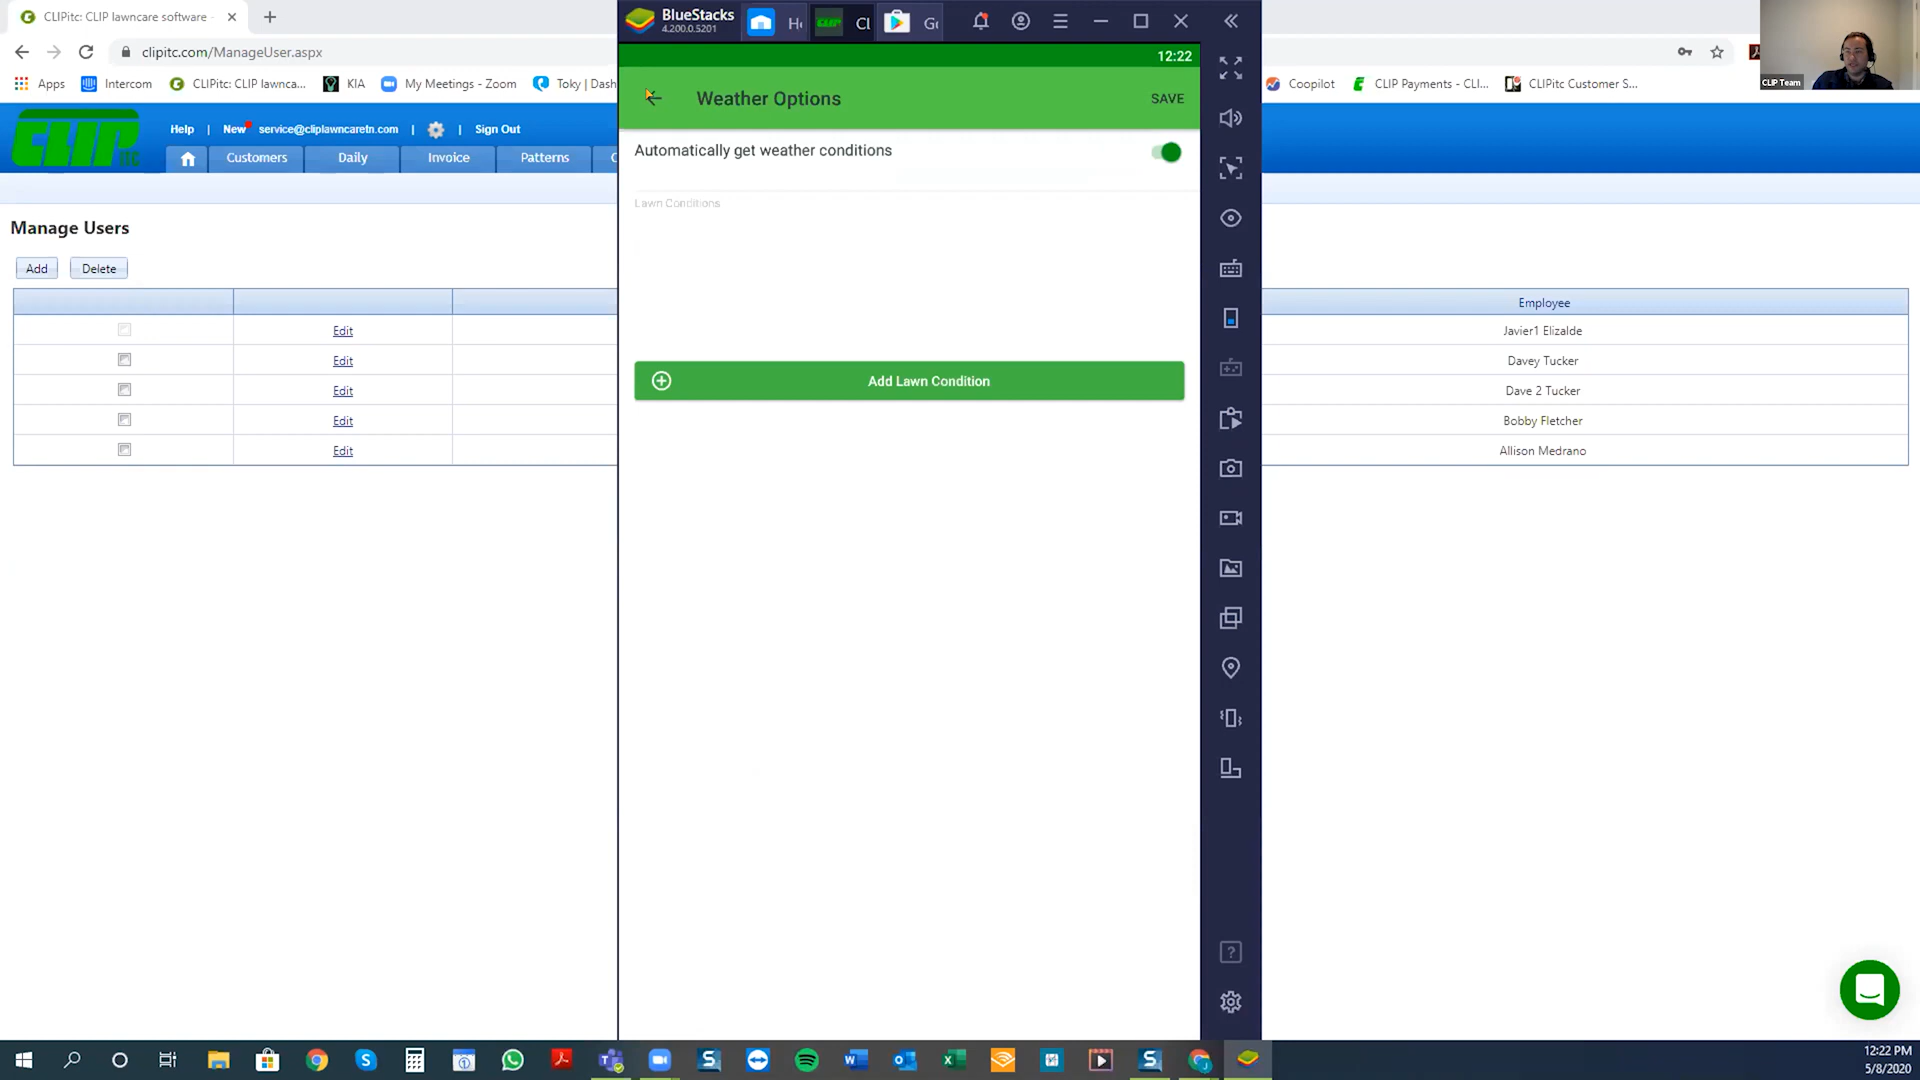 CLIPitc: CLIP lawncare software
clipitc.com/ManageUser.aspx
Apps
Intercom
CLIPitc: CLIP lawnca...
KIA
My Meetings - Zoom
Toky | Dash
Coopilot
CLIP Payments - CLI...
CLIPitc Customer S...
CLIP Team
BlueStacks
4.200.0.5201
CLIP
Cl
12:22
Weather Options
SAVE
Automatically get weather conditions
Lawn Conditions
Add Lawn Condition
CLIP
ITC
Help
New
service@cliplawncaretn.com
Sign Out
Customers
Daily
Invoice
Patterns
Manage Users
Add
Delete
Employee
Edit
Javier1 Elizalde
Edit
Davey Tucker
Edit
Dave 2 Tucker
Edit
Bobby Fletcher
Edit
Allison Medrano
12:22 PM
5/8/2020